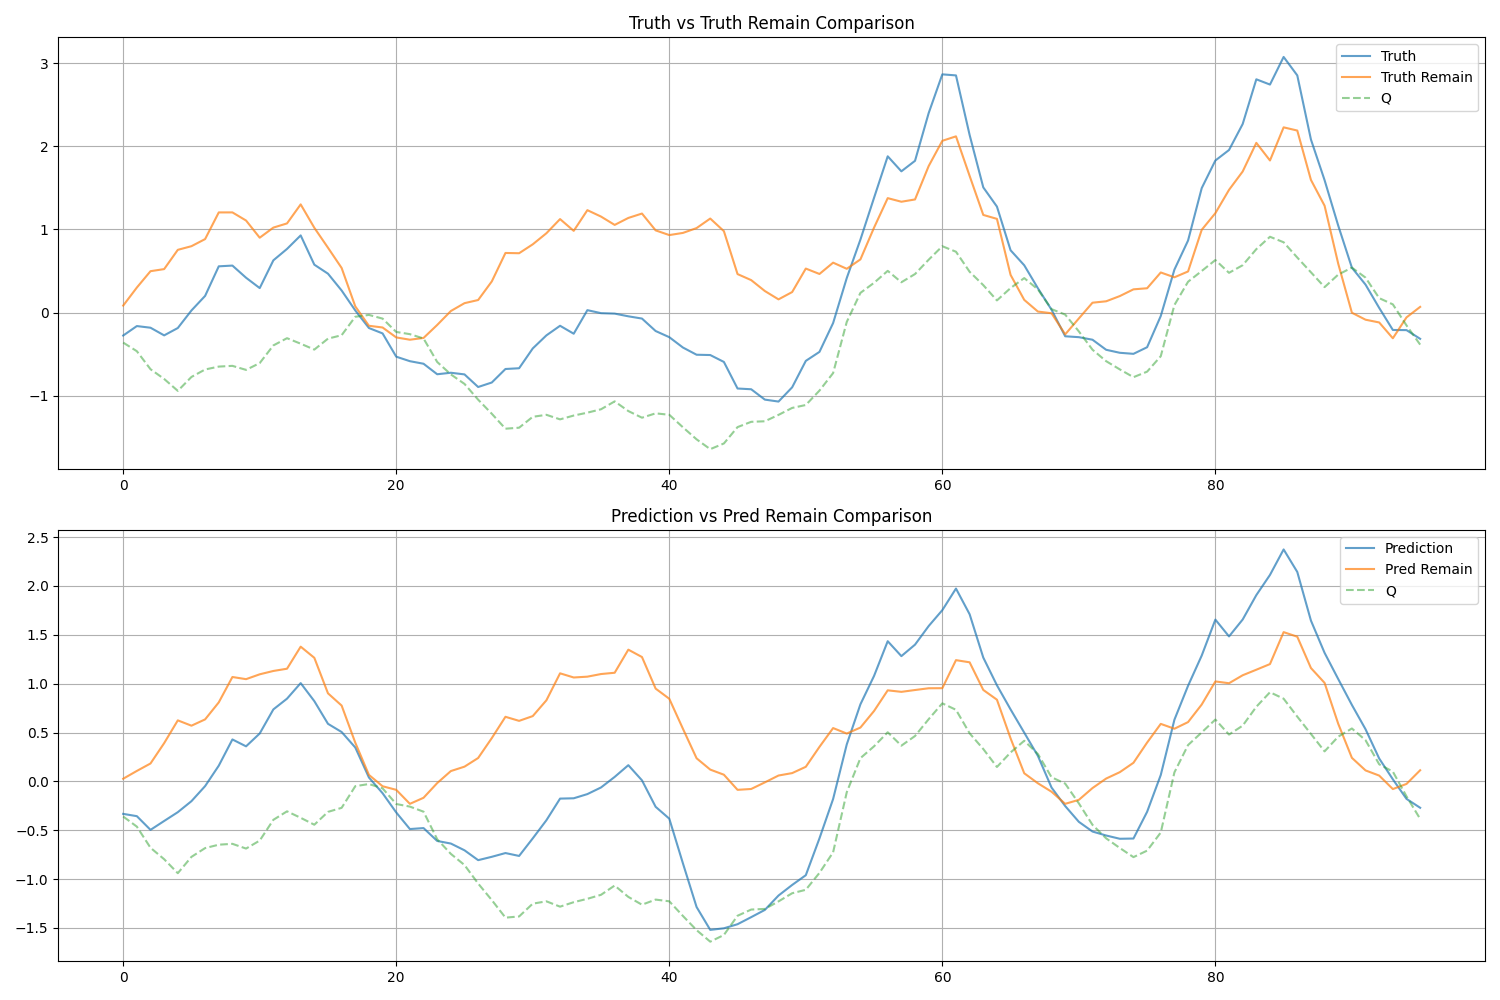 Truth vs Truth Remain Comparison
Truth
Truth Remain
Q
3
2
1
0
−1
0 20 40 60 80
Prediction vs Pred Remain Comparison
Prediction
Pred Remain
Q
2.5
2.0
1.5
1.0
0.5
0.0
−0.5
−1.0
−1.5
0 20 40 60 80